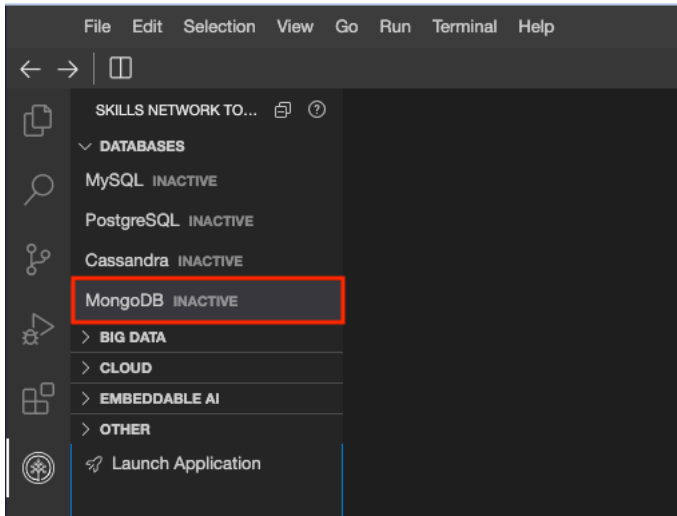 File Edit Selection View Go Run Terminal Help
SKILLS NETWORK TO...
DATABASES
MySQL INACTIVE
PostgreSQL INACTIVE
Cassandra INACTIVE
MongoDB INACTIVE
BIG DATA
CLOUD
EMBEDDABLE AI
OTHER
Launch Application